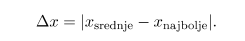 Δx = |x_srednje − x_najbolje|.